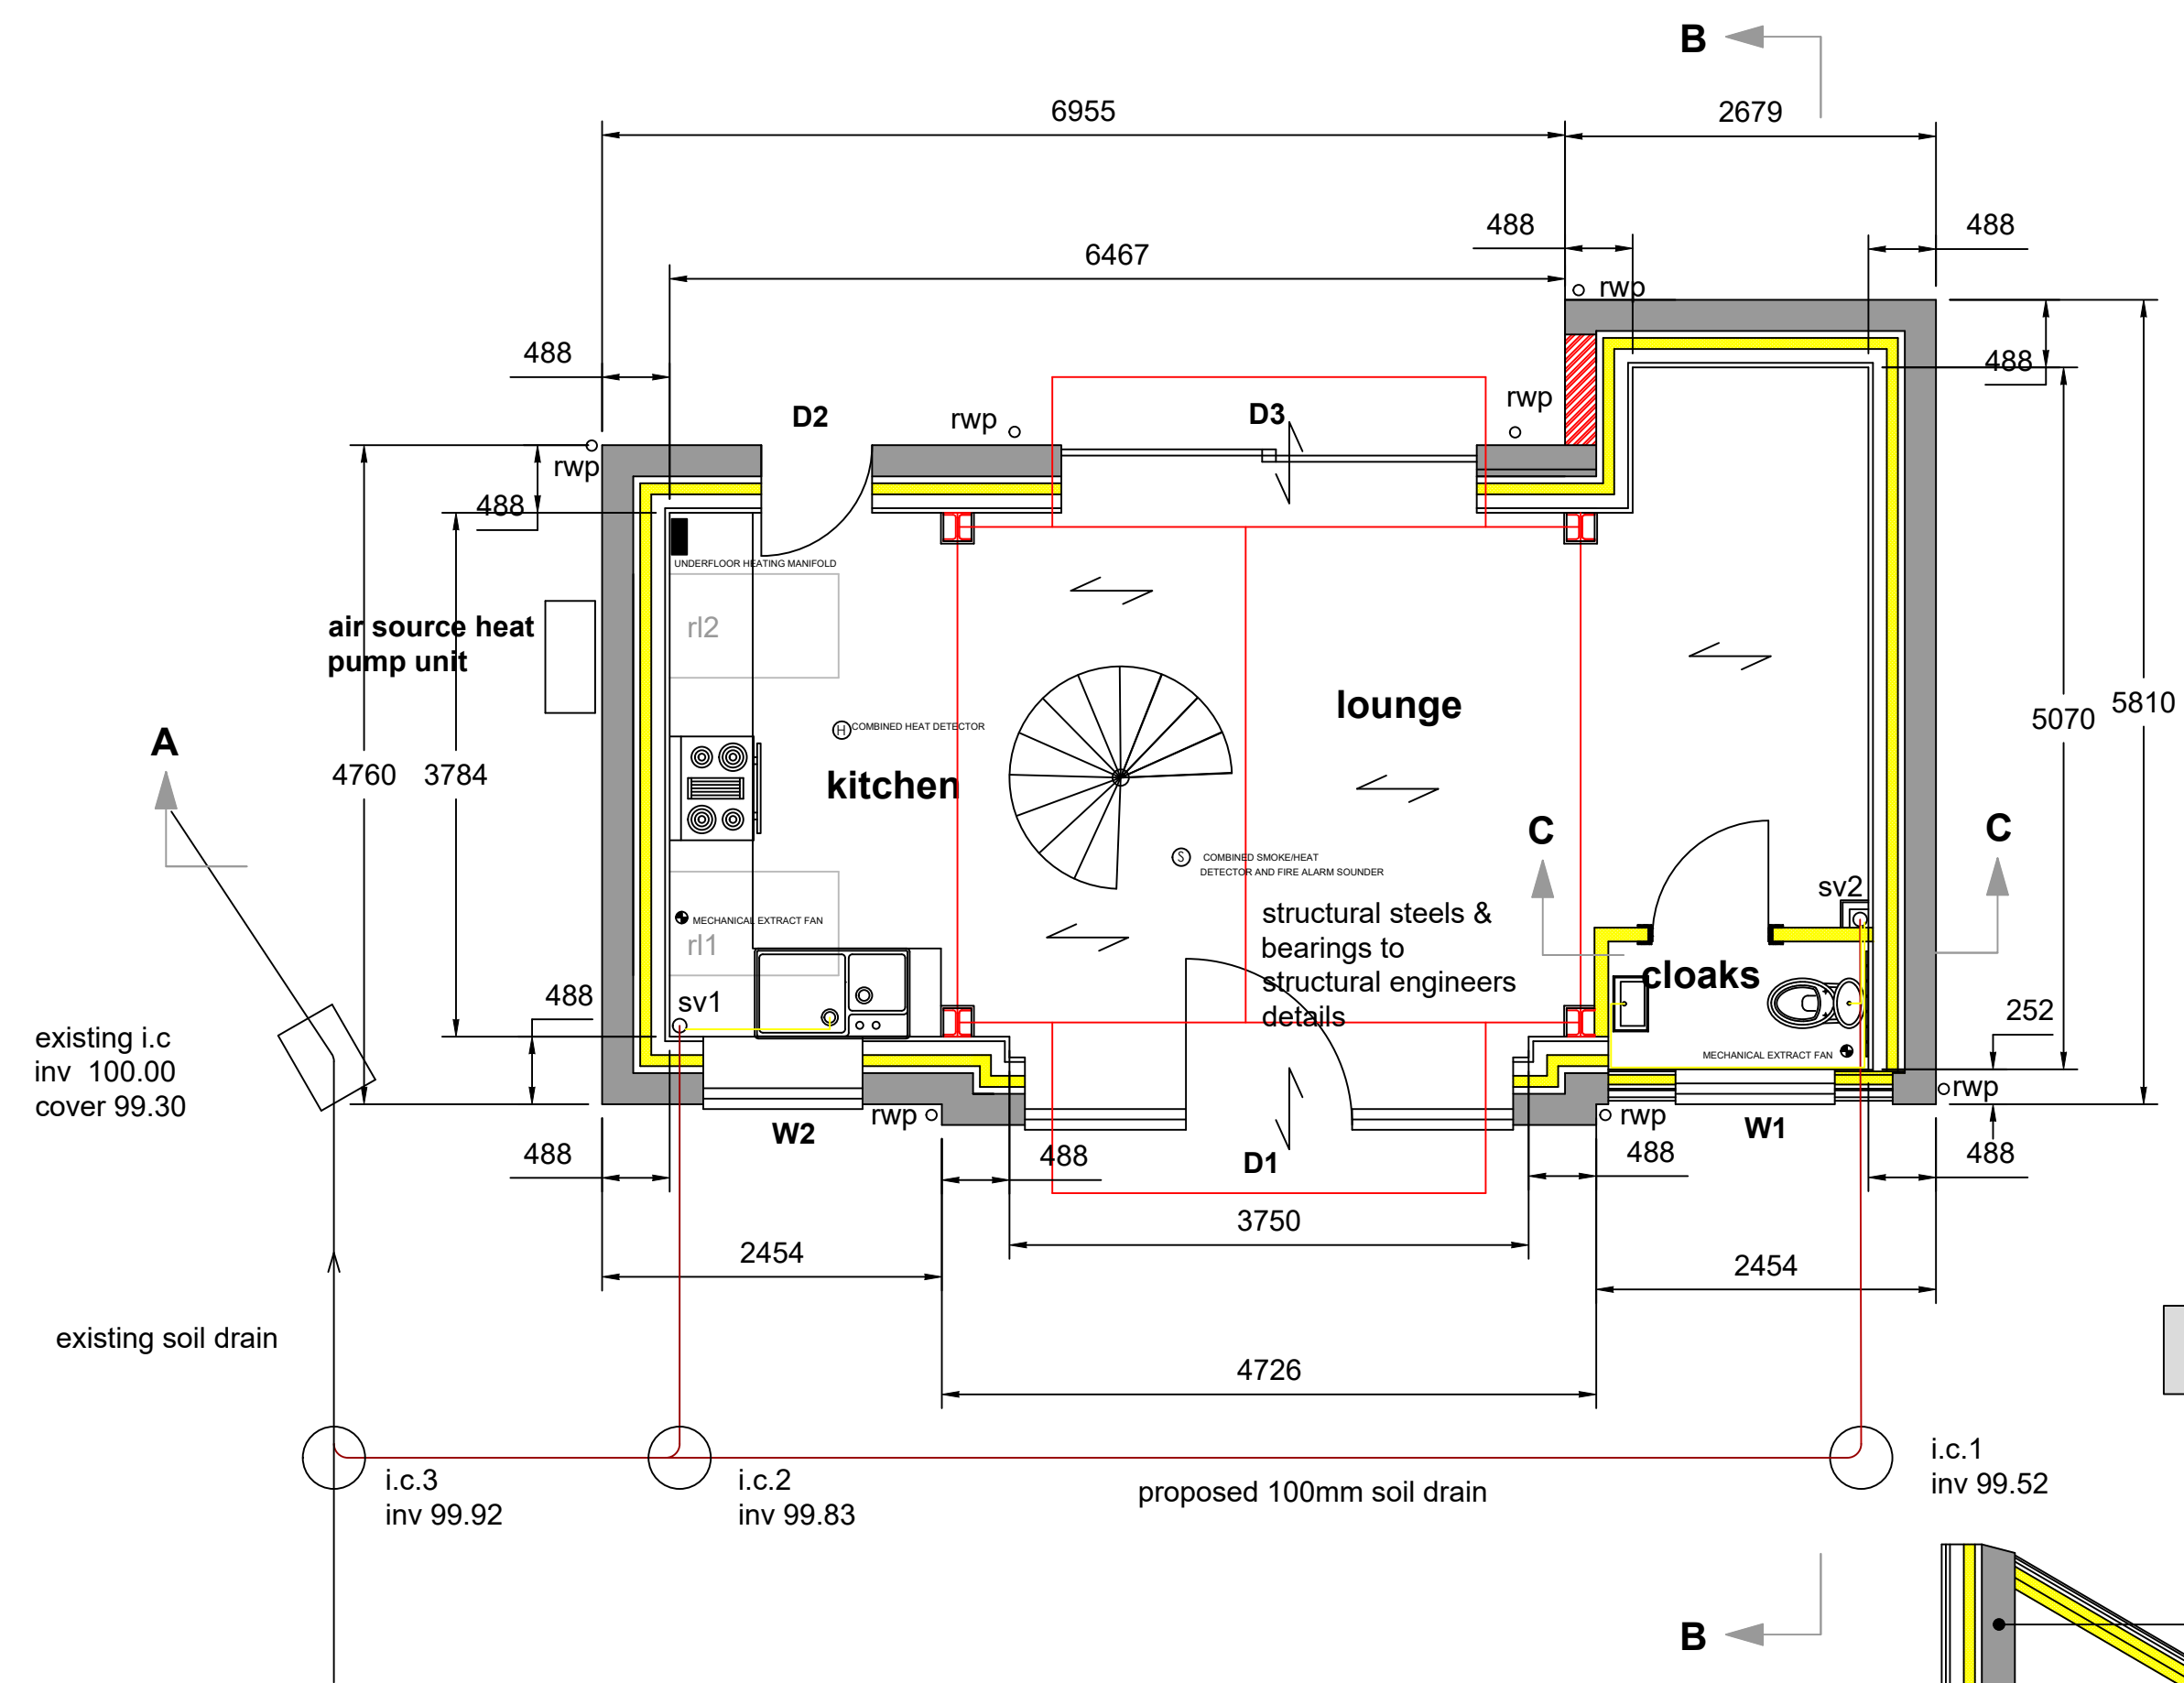 B
6955
2679
488
488
6467
rwp
488
488
D2
rwp
D3
rwp
rwp
488
UNDERFLOOR HEATING MANIFOLD
rl2
air source heat
pump unit
lounge
5070
5810
A
4760
3784
H
COMBINED HEAT DETECTOR
kitchen
C
C
S
COMBINED SMOKE/HEAT
DETECTOR AND FIRE ALARM SOUNDER
sv2
MECHANICAL EXTRACT FAN
rl1
structural steels &
bearings to
structural engineers
details
cloaks
488
sv1
252
existing i.c
inv 100.00
cover 99.30
MECHANICAL EXTRACT FAN
rwp
rwp
rwp
W2
W1
D1
488
488
488
488
3750
2454
2454
existing soil drain
4726
i.c.3
inv 99.92
i.c.2
inv 99.83
proposed 100mm soil drain
i.c.1
inv 99.52
B